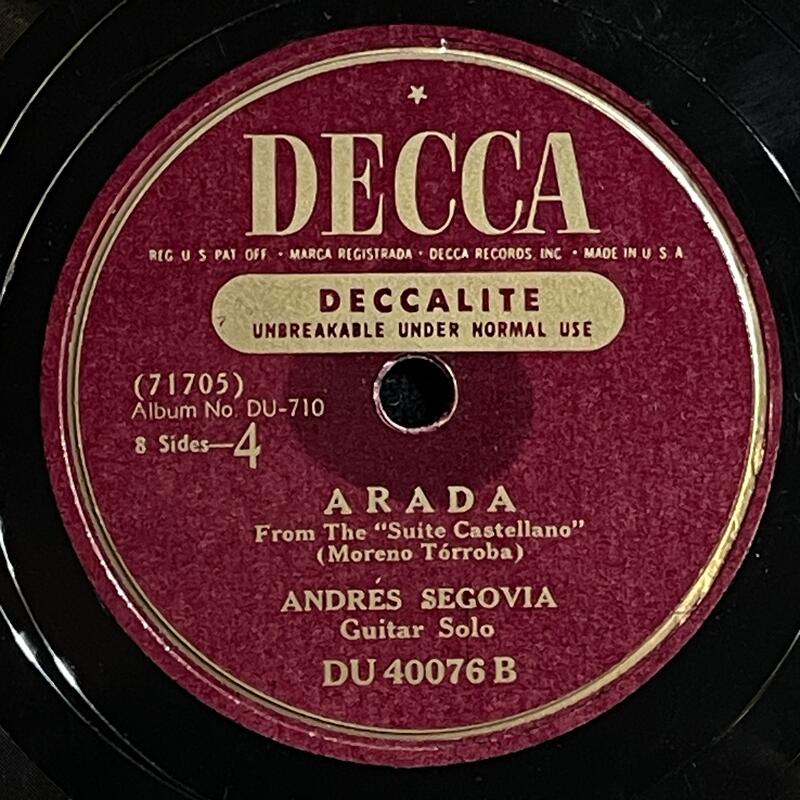 DECCA
REG. U S PAT OFF. • MARCA REGISTRADA • DECCA RECORDS, INC • MADE IN U S A.
DECCALITE
UNBREAKABLE UNDER NORMAL USE
(71705)
Album No. DU-710
8 Sides—4
ARADA
From The "Suite Castellano"
(Moreno Tórroba)
ANDRÉS SEGOVIA
Guitar Solo
DU 40076 B